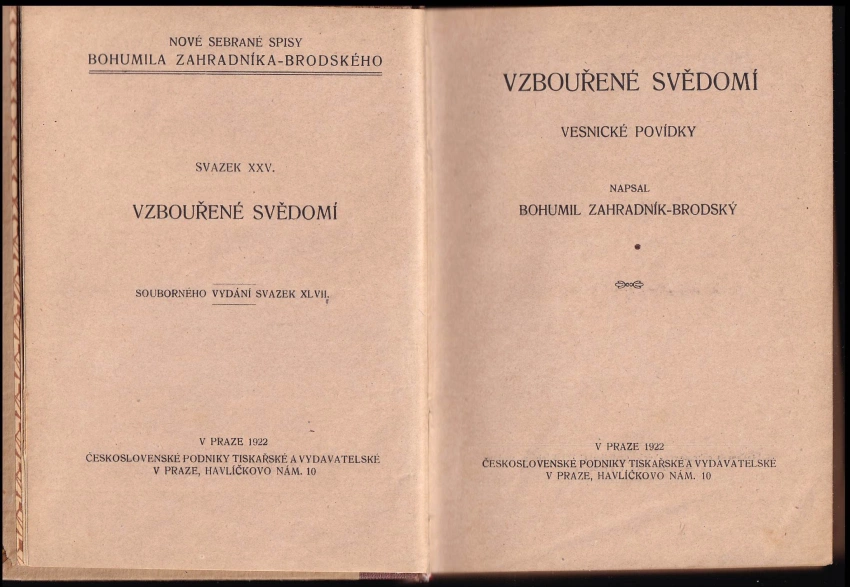 NOVÉ SEBRANÉ SPISY
BOHUMILA ZAHRADNÍKA-BRODSKÉHO
SVAZEK XXV.
VZBOUŘENÉ SVĚDOMÍ
SOUBORNÉHO VYDÁNÍ SVAZEK XLVII.
V PRAZE 1922
ČESKOSLOVENSKÉ PODNIKY TISKAŘSKÉ A VYDAVATELSKÉ
V PRAZE, HAVLÍČKOVO NÁM. 10
VZBOUŘENÉ SVĚDOMÍ
VESNICKÉ POVÍDKY
NAPSAL
BOHUMIL ZAHRADNÍK-BRODSKÝ
V PRAZE 1922
ČESKOSLOVENSKÉ PODNIKY TISKAŘSKÉ A VYDAVATELSKÉ
V PRAZE, HAVLÍČKOVO NÁM. 10